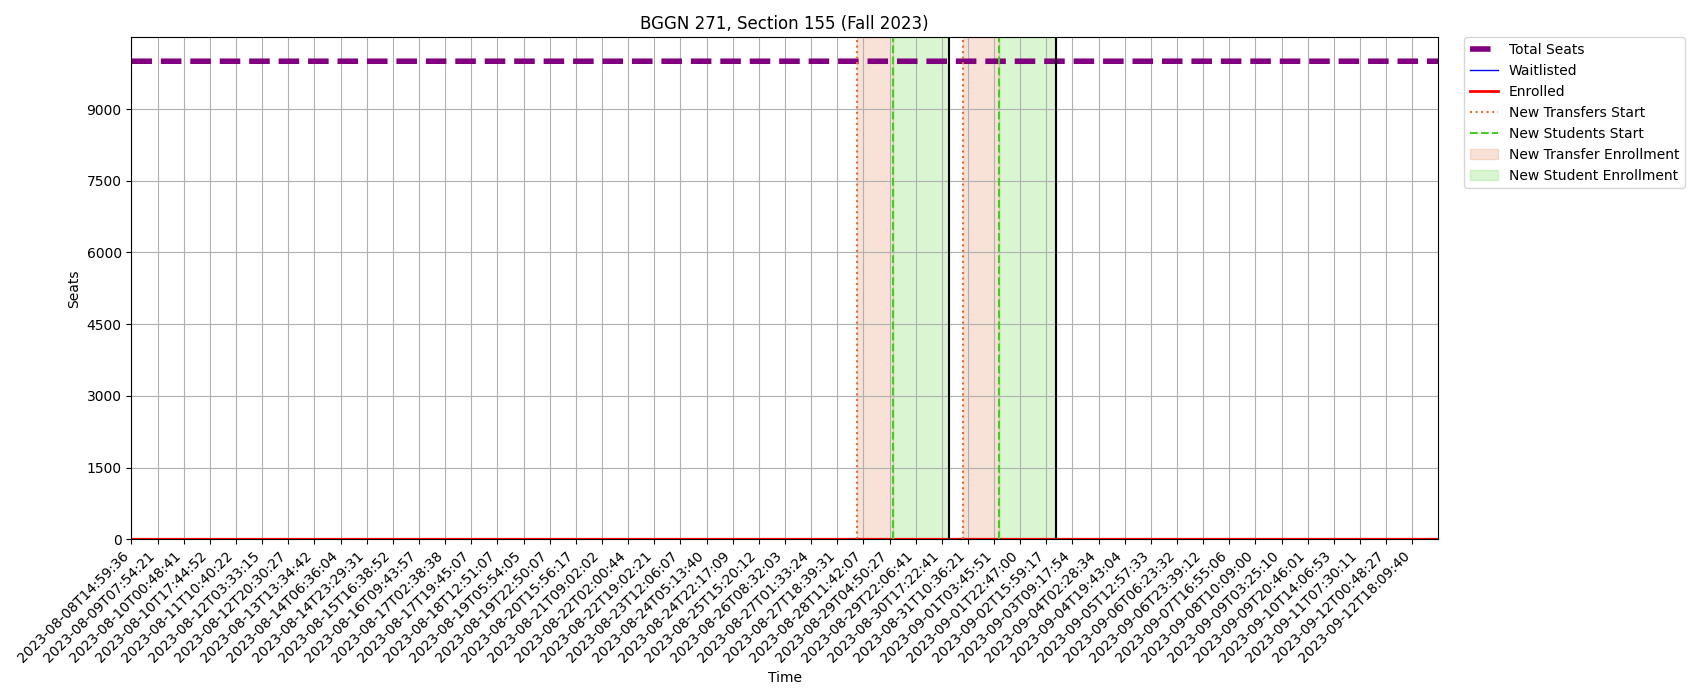 BGGN 271, Section 155 (Fall 2023)
Total Seats
Waitlisted
Enrolled
New Transfers Start
New Students Start
New Transfer Enrollment
New Student Enrollment
Seats
9000
7500
6000
4500
3000
1500
0
2023-08-08T14:59:36
2023-08-09T07:54:21
2023-08-10T00:48:41
2023-08-10T17:44:52
2023-08-11T10:40:22
2023-08-12T03:33:15
2023-08-12T20:30:27
2023-08-13T13:34:42
2023-08-14T06:36:04
2023-08-14T23:29:31
2023-08-15T16:38:52
2023-08-16T09:43:57
2023-08-17T02:38:38
2023-08-17T19:45:07
2023-08-18T12:51:07
2023-08-19T05:54:05
2023-08-19T22:50:07
2023-08-20T15:56:17
2023-08-21T09:02:02
2023-08-22T02:00:44
2023-08-22T19:02:21
2023-08-23T12:06:07
2023-08-24T05:13:40
2023-08-24T22:17:09
2023-08-25T15:20:12
2023-08-26T08:32:03
2023-08-27T01:33:24
2023-08-27T18:39:31
2023-08-28T11:42:07
2023-08-29T04:50:27
2023-08-29T22:06:41
2023-08-30T17:22:41
2023-08-31T10:36:21
2023-09-01T03:45:51
2023-09-01T22:47:00
2023-09-02T15:59:17
2023-09-03T09:17:54
2023-09-04T02:28:34
2023-09-04T19:43:04
2023-09-05T12:57:33
2023-09-06T06:23:32
2023-09-06T23:39:12
2023-09-07T16:55:06
2023-09-08T10:09:00
2023-09-09T03:25:10
2023-09-09T20:46:01
2023-09-10T14:06:53
2023-09-11T07:30:11
2023-09-12T00:48:27
2023-09-12T18:09:40
Time